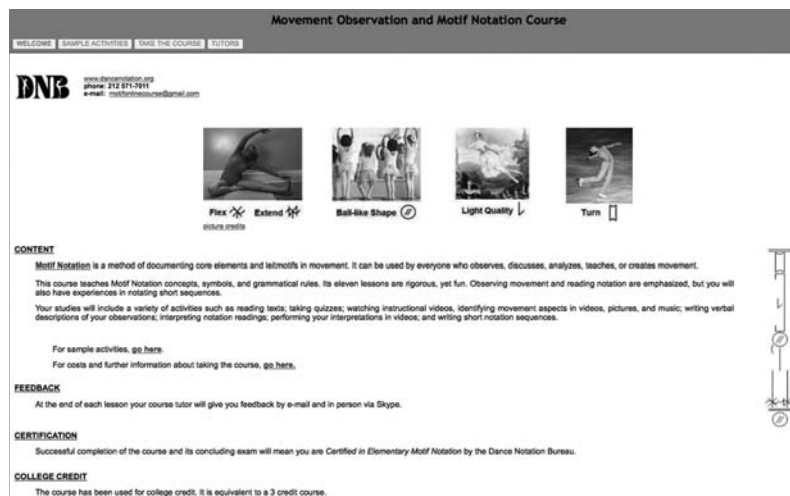 Movement Observation and Motif Notation Course
WELCOME SAMPLE ACTIVITIES TAKE THE COURSE TUTORS
DNB
www.dancenotation.org
phone: 212 571-7011
e-mail: motifonlinecourse@gmail.com
Flex Extend Ball-like Shape Light Quality Turn
picture credits
CONTENT
Motif Notation is a method of documenting core elements and leitmotifs in movement. It can be used by everyone who observes, discusses, analyzes, teaches, or creates movement.
This course teaches Motif Notation concepts, symbols, and grammatical rules. Its eleven lessons are rigorous, yet fun. Observing movement and reading notation are emphasized, but you will
also have experiences in notating short sequences.
Your studies will include a variety of activities such as reading texts; taking quizzes; watching instructional videos, identifying movement aspects in videos, pictures, and music; writing verbal
descriptions of your observations; interpreting notation readings; performing your interpretations in videos; and writing short notation sequences.
For sample activities, go here.
For costs and further information about taking the course, go here.
FEEDBACK
At the end of each lesson your course tutor will give you feedback by e-mail and in person via Skype.
CERTIFICATION
Successful completion of the course and its concluding exam will mean you are Certified in Elementary Motif Notation by the Dance Notation Bureau.
COLLEGE CREDIT
The course has been used for college credit. It is equivalent to a 3 credit course.